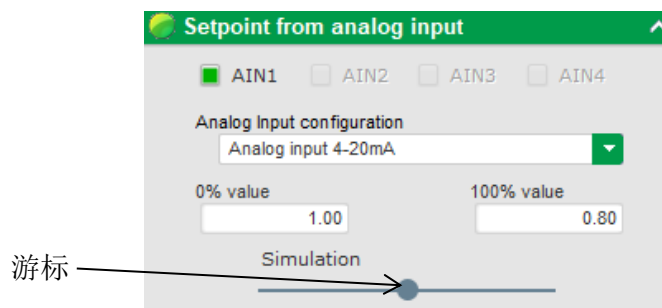 Setpoint from analog input
AIN1 AIN2 AIN3 AIN4
Analog Input configuration
Analog input 4-20mA
0% value 100% value
1.00 0.80
Simulation
游标